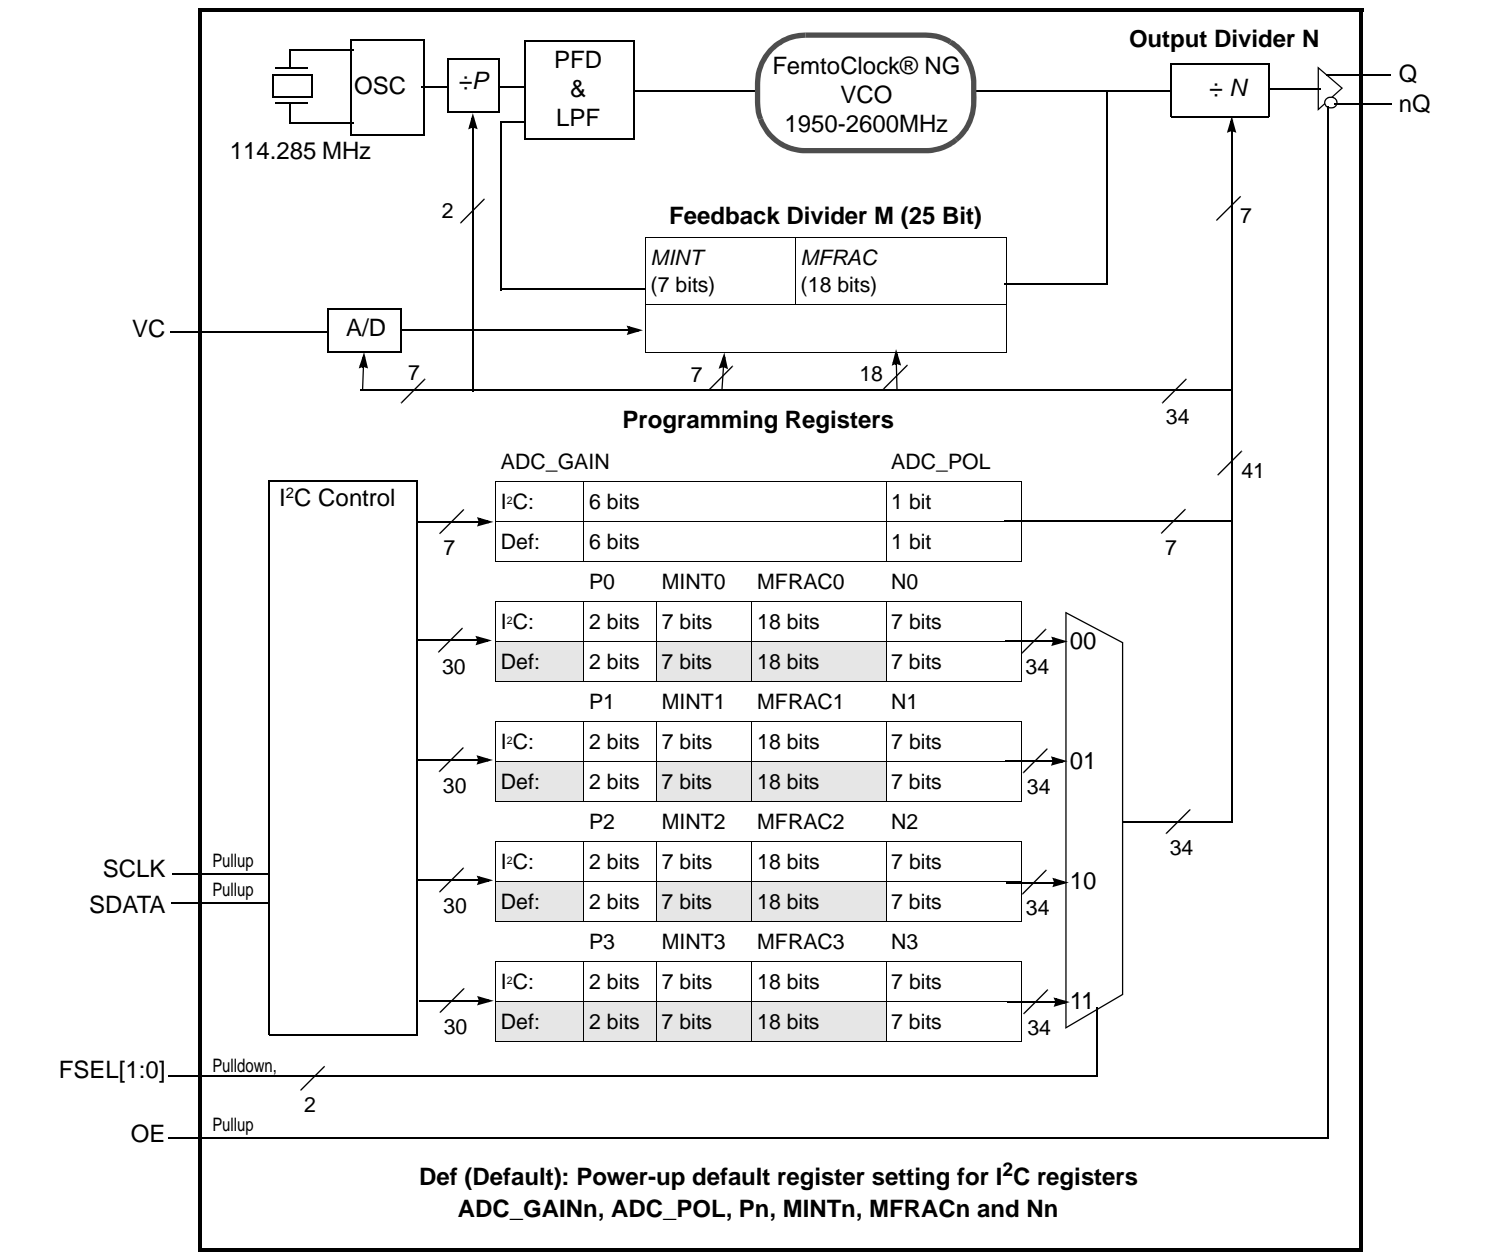 Output Divider N
OSC
÷P
PFD
&
LPF
FemtoClock® NG
VCO
1950-2600MHz
÷ N
Q
nQ
114.285 MHz
2
7
Feedback Divider M (25 Bit)
MINT
(7 bits)
MFRAC
(18 bits)
VC
A/D
7
7
18
34
Programming Registers
41
ADC_GAIN
ADC_POL
I²C Control
I²C:
6 bits
1 bit
7
7
Def:
6 bits
1 bit
P0
MINT0
MFRAC0
N0
I²C:
2 bits
7 bits
18 bits
7 bits
00
30
34
Def:
2 bits
7 bits
18 bits
7 bits
P1
MINT1
MFRAC1
N1
I²C:
2 bits
7 bits
18 bits
7 bits
01
30
34
Def:
2 bits
7 bits
18 bits
7 bits
P2
MINT2
MFRAC2
N2
34
SCLK
Pullup
I²C:
2 bits
7 bits
18 bits
7 bits
10
SDATA
Pullup
30
34
Def:
2 bits
7 bits
18 bits
7 bits
P3
MINT3
MFRAC3
N3
I²C:
2 bits
7 bits
18 bits
7 bits
11
30
34
Def:
2 bits
7 bits
18 bits
7 bits
FSEL[1:0]
Pulldown,
2
OE
Pullup
Def (Default): Power-up default register setting for I²C registers
ADC_GAINn, ADC_POL, Pn, MINTn, MFRACn and Nn